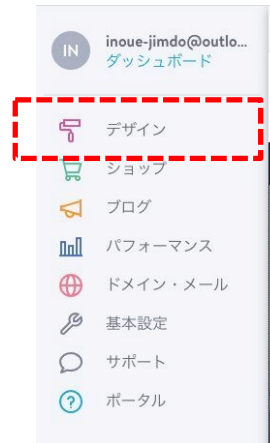 IN
inoue-jimdo@outlo...
ダッシュボード
デザイン
ショップ
ブログ
パフォーマンス
ドメイン・メール
基本設定
サポート
ポータル